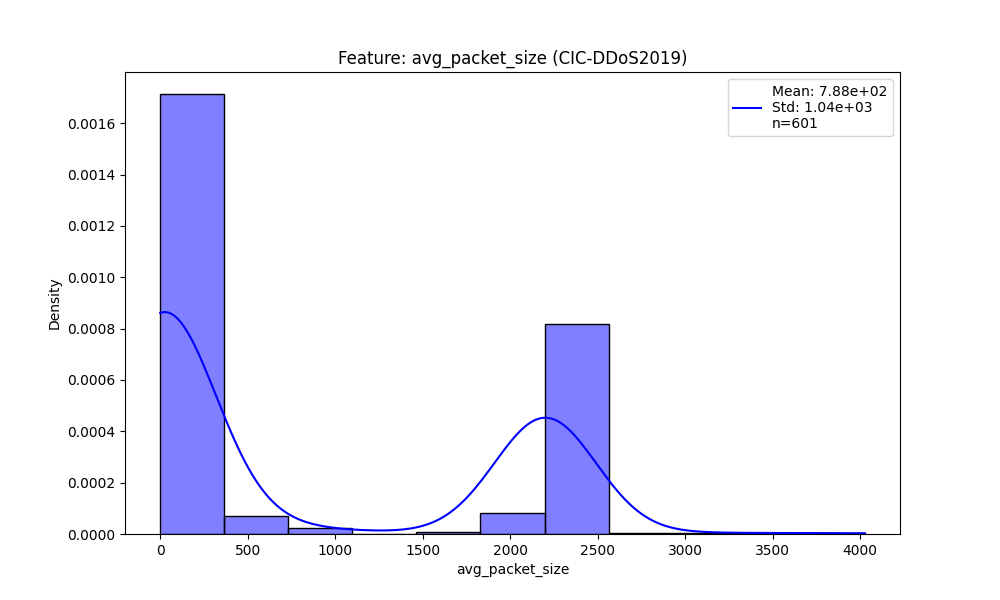 Feature: avg_packet_size (CIC-DDoS2019)
Mean: 7.88e+02
Std: 1.04e+03
n=601
Density
0.0016
0.0014
0.0012
0.0010
0.0008
0.0006
0.0004
0.0002
0.0000
0 500 1000 1500 2000 2500 3000 3500 4000
avg_packet_size